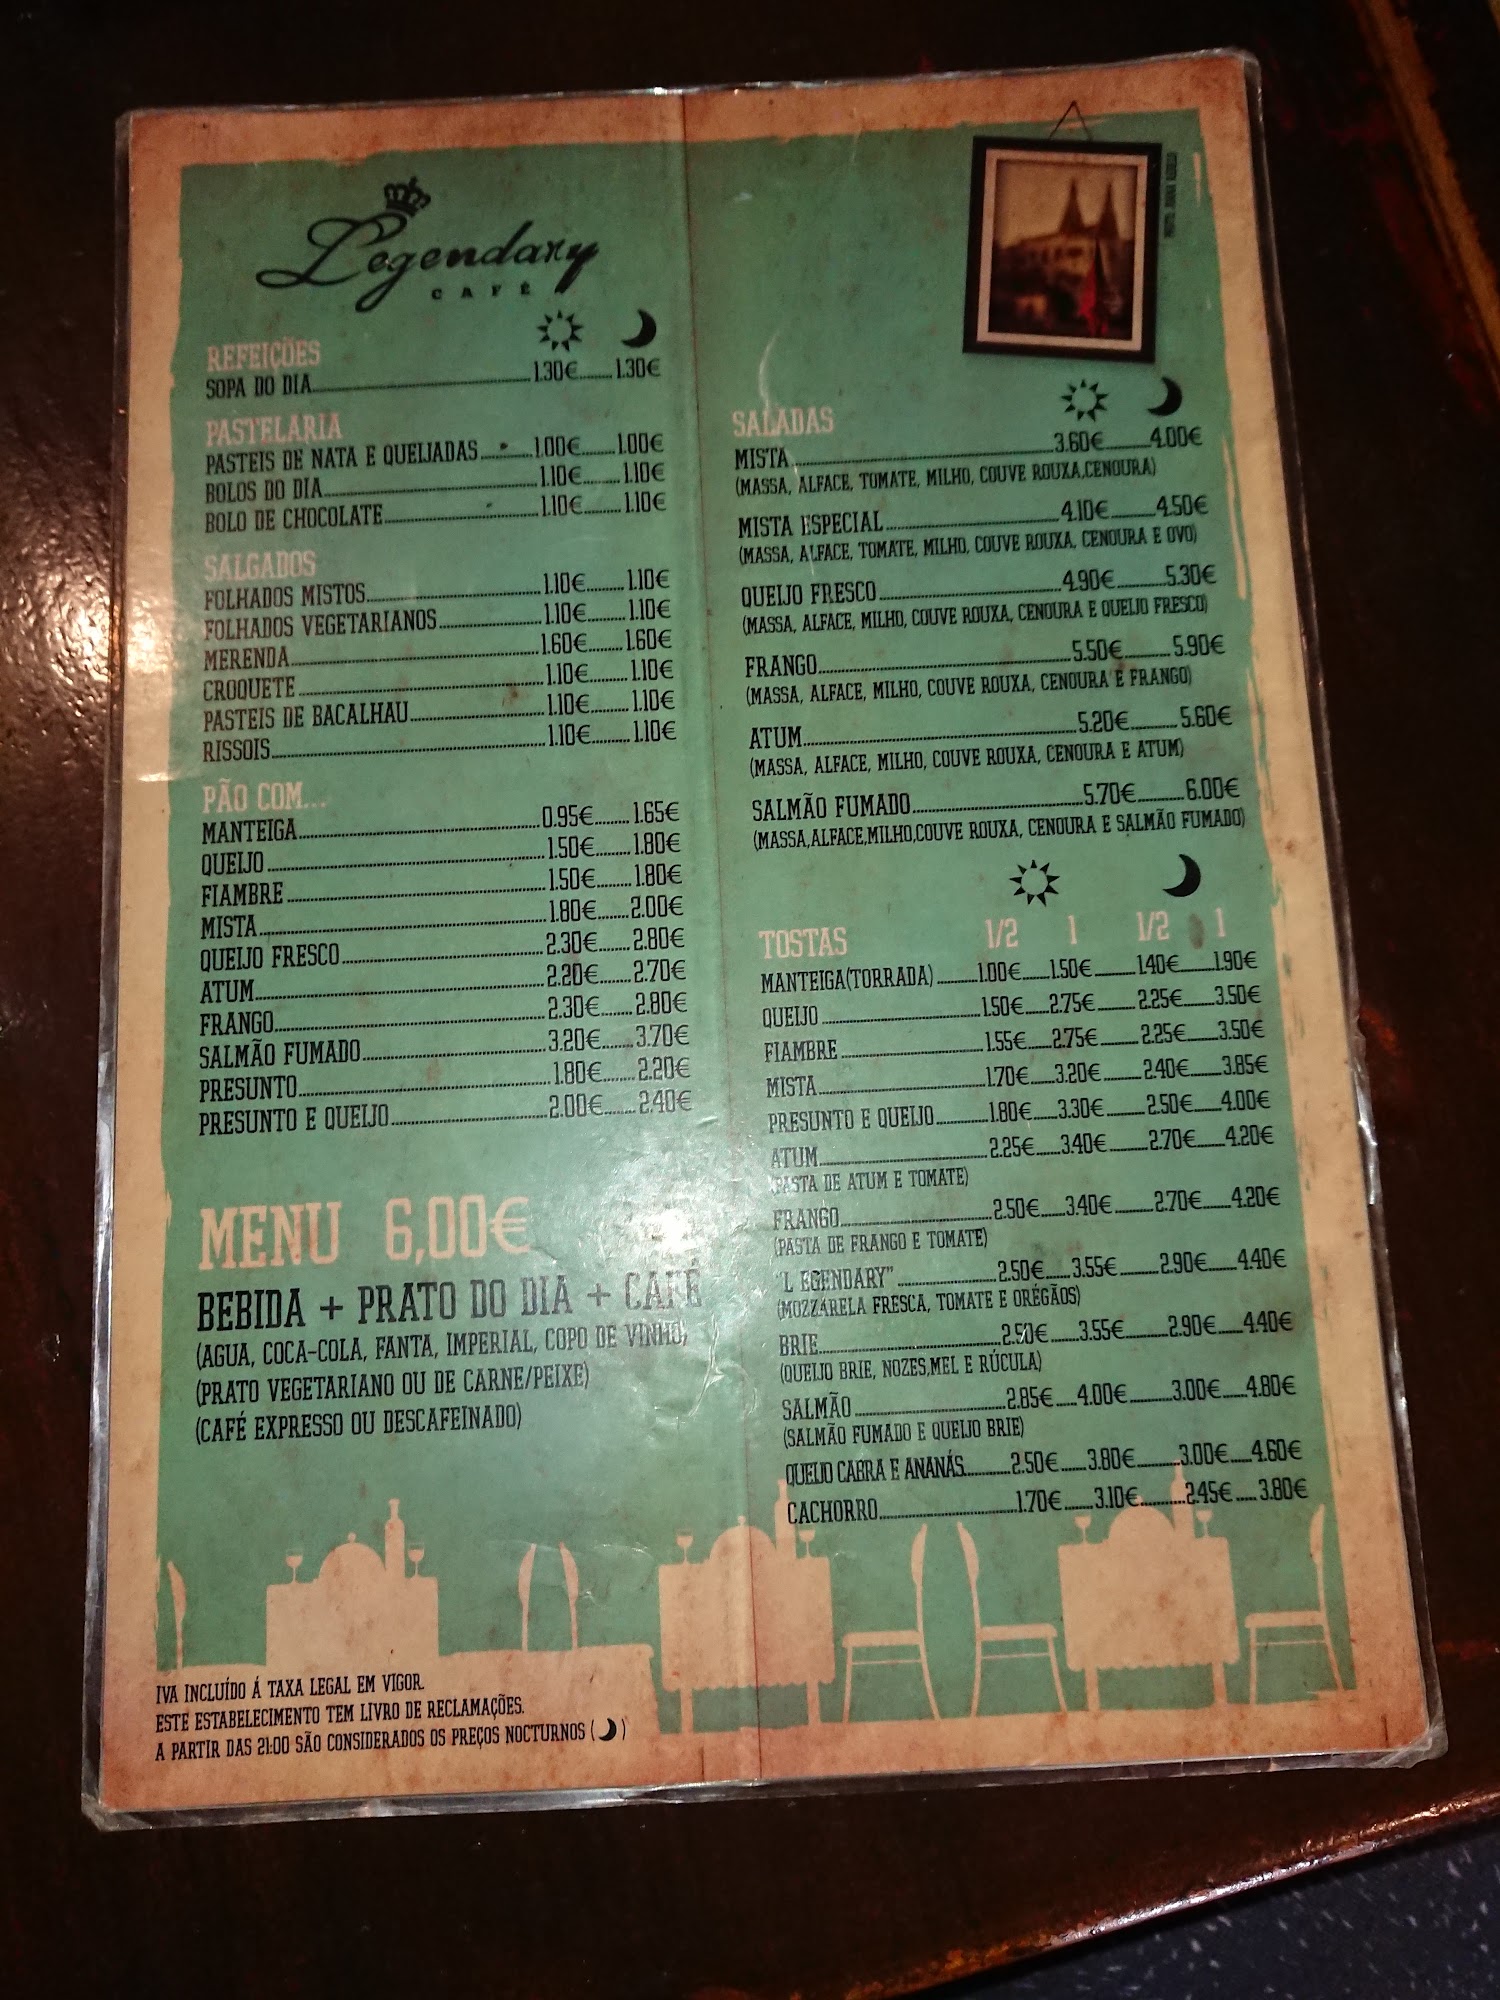 Legendary
CAFÉ
REFEIÇÕES
SOPA DO DIA 1.30€ 1.30€
PASTELARIA
PASTEIS DE NATA E QUEIJADAS 1.00€ 1.00€
BOLOS DO DIA 1.10€ 1.10€
BOLO DE CHOCOLATE 1.10€ 1.10€
SALGADOS
FOLHADOS MISTOS 1.10€ 1.10€
FOLHADOS VEGETARIANOS 1.10€ 1.10€
MERENDA 1.60€ 1.60€
CROQUETE 1.10€ 1.10€
PASTEIS DE BACALHAU 1.10€ 1.10€
RISSOIS 1.10€ 1.10€
PÃO COM...
MANTEIGA 0.95€ 1.65€
QUEIJO 1.50€ 1.80€
FIAMBRE 1.50€ 1.80€
MISTA 1.80€ 2.00€
QUEIJO FRESCO 2.30€ 2.80€
ATUM 2.20€ 2.70€
FRANGO 2.30€ 2.80€
SALMÃO FUMADO 3.20€ 3.70€
PRESUNTO 1.80€ 2.20€
PRESUNTO E QUEIJO 2.00€ 2.40€
MENU 6,00€
BEBIDA + PRATO DO DIA + CAFÉ
(AGUA, COCA-COLA, FANTA, IMPERIAL, COPO DE VINHO)
(PRATO VEGETARIANO OU DE CARNE/PEIXE)
(CAFÉ EXPRESSO OU DESCAFEINADO)
IVA INCLUÍDO Á TAXA LEGAL EM VIGOR.
ESTE ESTABELECIMENTO TEM LIVRO DE RECLAMAÇÕES.
A PARTIR DAS 21:00 SÃO CONSIDERADOS OS PREÇOS NOCTURNOS ( )
SALADAS
MISTA 3.60€ 4.00€
(MASSA, ALFACE, TOMATE, MILHO, COUVE ROUXA,CENOURA)
MISTA ESPECIAL 4.10€ 4.50€
(MASSA, ALFACE, TOMATE, MILHO, COUVE ROUXA, CENOURA E OVO)
QUEIJO FRESCO 4.90€ 5.30€
(MASSA, ALFACE, MILHO, COUVE ROUXA, CENOURA E QUEIJO FRESCO)
FRANGO 5.50€ 5.90€
(MASSA, ALFACE, MILHO, COUVE ROUXA, CENOURA E FRANGO)
ATUM 5.20€ 5.60€
(MASSA, ALFACE, MILHO, COUVE ROUXA, CENOURA E ATUM)
SALMÃO FUMADO 5.70€ 6.00€
(MASSA,ALFACE,MILHO,COUVE ROUXA, CENOURA E SALMÃO FUMADO)
TOSTAS 1/2 1 1/2 1
MANTEIGA(TORRADA) 1.00€ 1.50€ 1.40€ 1.90€
QUEIJO 1.50€ 2.75€ 2.25€ 3.50€
FIAMBRE 1.55€ 2.75€ 2.25€ 3.50€
MISTA 1.70€ 3.20€ 2.40€ 3.85€
PRESUNTO E QUEIJO 1.80€ 3.30€ 2.50€ 4.00€
ATUM 2.25€ 3.40€ 2.70€ 4.20€
(PASTA DE ATUM E TOMATE)
FRANGO 2.50€ 3.40€ 2.70€ 4.20€
(PASTA DE FRANGO E TOMATE)
"L EGENDARY" 2.50€ 3.55€ 2.90€ 4.40€
(MOZZARELA FRESCA, TOMATE E ORÉGÃOS)
BRIE 2.50€ 3.55€ 2.90€ 4.40€
(QUEIJO BRIE, NOZES,MEL E RÚCULA)
SALMÃO 2.85€ 4.00€ 3.00€ 4.80€
(SALMÃO FUMADO E QUEIJO BRIE)
QUEIJO CABRA E ANANÁS 2.50€ 3.80€ 3.00€ 4.60€
CACHORRO 1.70€ 3.10€ 2.45€ 3.80€